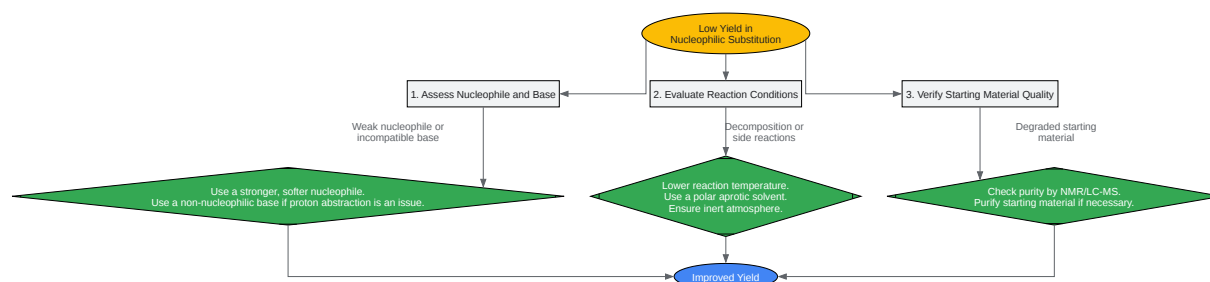 Low Yield in
Nucleophilic Substitution
1. Assess Nucleophile and Base
2. Evaluate Reaction Conditions
3. Verify Starting Material Quality
Weak nucleophile or
incompatible base
Decomposition or
side reactions
Degraded starting
material
Use a stronger, softer nucleophile.
Use a non-nucleophilic base if proton abstraction is an issue.
Lower reaction temperature.
Use a polar aprotic solvent.
Ensure inert atmosphere.
Check purity by NMR/LC-MS.
Purify starting material if necessary.
Improved Yield